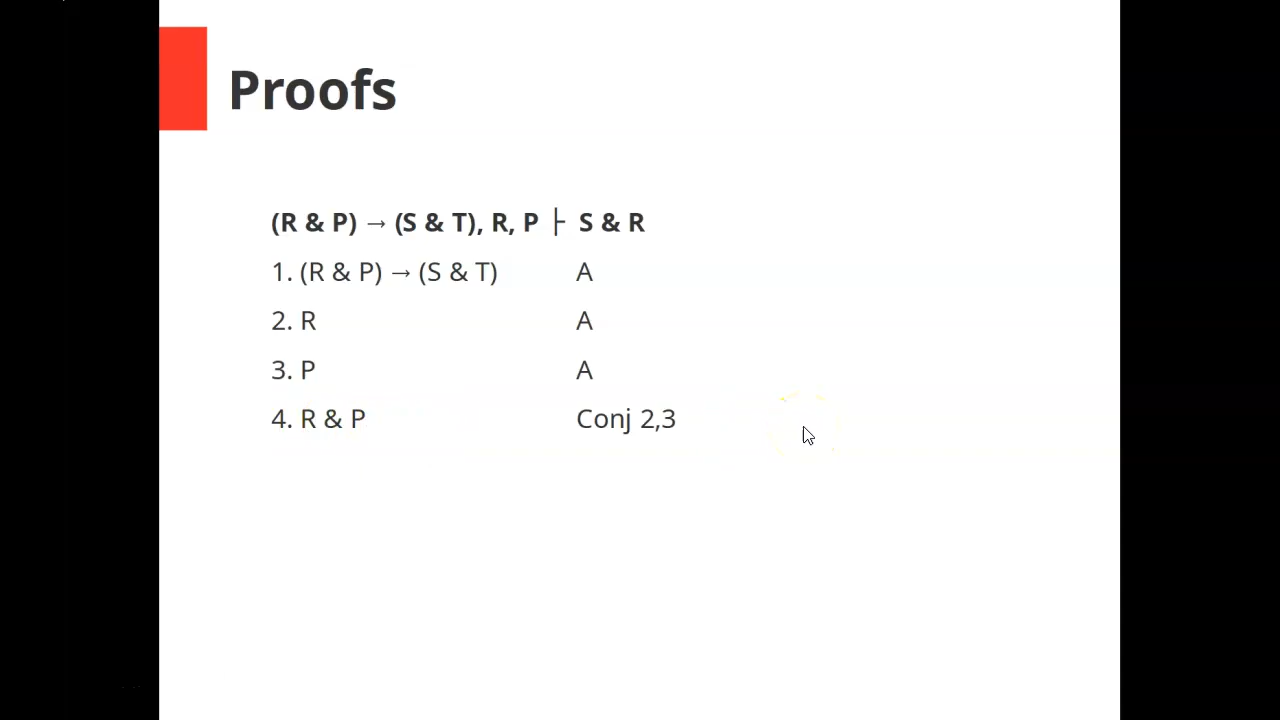 Proofs
(R & P) → (S & T), R, P ├ S & R
1. (R & P) → (S & T) A
2. R A
3. P A
4. R & P Conj 2,3